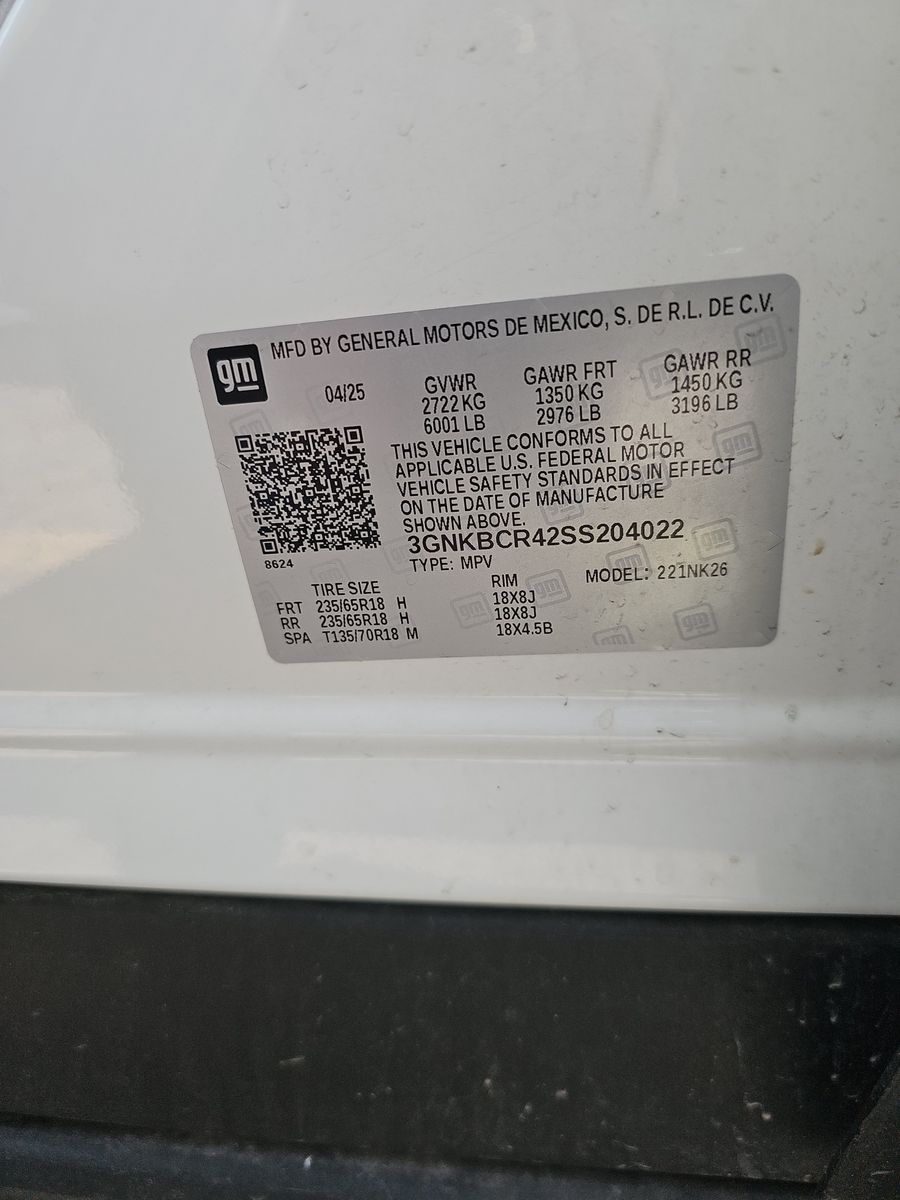 gm MFD BY GENERAL MOTORS DE MEXICO, S. DE R.L. DE C.V.
04/25 GVWR GAWR FRT GAWR RR
2722 KG 1350 KG 1450 KG
6001 LB 2976 LB 3196 LB
THIS VEHICLE CONFORMS TO ALL
APPLICABLE U.S. FEDERAL MOTOR
VEHICLE SAFETY STANDARDS IN EFFECT
ON THE DATE OF MANUFACTURE
SHOWN ABOVE.
3GNKBCR42SS204022
8624
TYPE: MPV MODEL: 221NK26
TIRE SIZE RIM
FRT 235/65R18 H 18X8J
RR 235/65R18 H 18X8J
SPA T135/70R18 M 18X4.5B